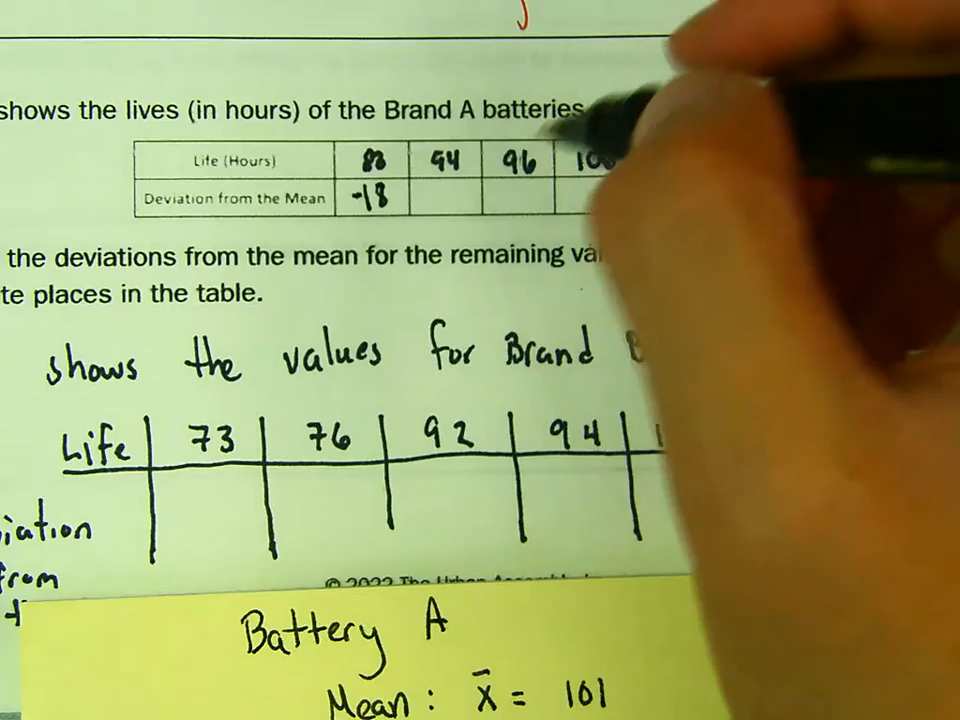 shows the lives (in hours) of the Brand A batteries
Life (Hours) 83 94 96 100
Deviation from the Mean -18
the deviations from the mean for the remaining
te places in the table.
shows the values for Brand
Life 73 76 92 94
iation
from
Battery A
Mean: x̄ = 101